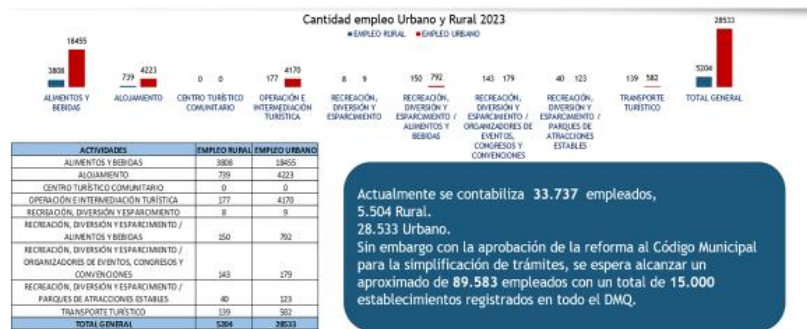 Cantidad empleo Urbano y Rural 2023
EMPLEO RURAL EMPLEO URBANO
3808 18455
739 4223
0 0
177 4170
8 9
150 792
143 179
40 123
139 582
5204 28533
ALIMENTOS Y
BEBIDAS
ALOJAMIENTO
CENTRO TURÍSTICO
COMUNITARIO
OPERACIÓN E
INTERMEDIACIÓN
TURÍSTICA
RECREACIÓN,
DIVERSIÓN Y
ESPARCIMIENTO
RECREACIÓN,
DIVERSIÓN Y
ESPARCIMIENTO /
ALIMENTOS Y
BEBIDAS
RECREACIÓN,
DIVERSIÓN Y
ESPARCIMIENTO /
ORGANIZADORES DE
EVENTOS,
CONGRESOS Y
CONVENCIONES
RECREACIÓN,
DIVERSIÓN Y
ESPARCIMIENTO /
PARQUES DE
ATRACCIONES
ESTABLES
TRANSPORTE
TURÍSTICO
TOTAL GENERAL
ACTIVIDADES EMPLEO RURAL EMPLEO URBANO
ALIMENTOS Y BEBIDAS 3808 18455
ALOJAMIENTO 739 4223
CENTRO TURÍSTICO COMUNITARIO 0 0
OPERACIÓN E INTERMEDIACIÓN TURÍSTICA 177 4170
RECREACIÓN, DIVERSIÓN Y ESPARCIMIENTO 8 9
RECREACIÓN, DIVERSIÓN Y ESPARCIMIENTO /
ALIMENTOS Y BEBIDAS 150 792
RECREACIÓN, DIVERSIÓN Y ESPARCIMIENTO /
ORGANIZADORES DE EVENTOS, CONGRESOS Y
CONVENCIONES 143 179
RECREACIÓN, DIVERSIÓN Y ESPARCIMIENTO /
PARQUES DE ATRACCIONES ESTABLES 40 123
TRANSPORTE TURÍSTICO 139 582
TOTAL GENERAL 5204 28533
Actualmente se contabiliza 33.737 empleados,
5.504 Rural.
28.533 Urbano.
Sin embargo con la aprobación de la reforma al Código Municipal
para la simplificación de trámites, se espera alcanzar un
aproximado de 89.583 empleados con un total de 15.000
establecimientos registrados en todo el DMQ.